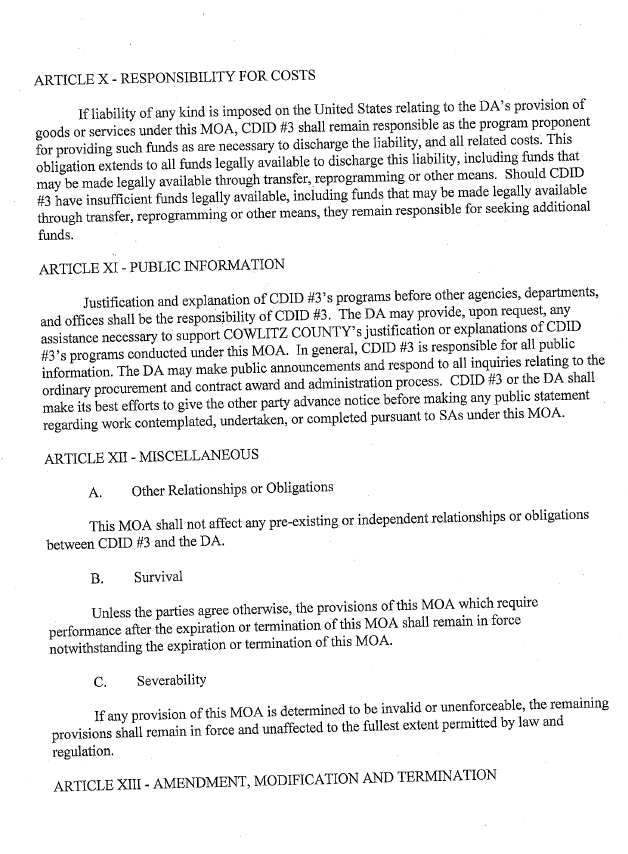 ARTICLE X - RESPONSIBILITY FOR COSTS
If liability of any kind is imposed on the United States relating to the DA's provision of
goods or services under this MOA, CDID #3 shall remain responsible as the program proponent
for providing such funds as are necessary to discharge the liability, and all related costs. This
obligation extends to all funds legally available to discharge this liability, including funds that
may be made legally available through transfer, reprogramming or other means. Should CDID
#3 have insufficient funds legally available, including funds that may be made legally available
through transfer, reprogramming or other means, they remain responsible for seeking additional
funds.
ARTICLE XI - PUBLIC INFORMATION
Justification and explanation of CDID #3's programs before other agencies, departments,
and offices shall be the responsibility of CDID #3. The DA may provide, upon request, any
assistance necessary to support COWLITZ COUNTY's justification or explanations of CDID
#3's programs conducted under this MOA. In general, CDID #3 is responsible for all public
information. The DA may make public announcements and respond to all inquiries relating to the
ordinary procurement and contract award and administration process. CDID #3 or the DA shall
make its best efforts to give the other party advance notice before making any public statement
regarding work contemplated, undertaken, or completed pursuant to SAs under this MOA.
ARTICLE XII - MISCELLANEOUS
A. Other Relationships or Obligations
This MOA shall not affect any pre-existing or independent relationships or obligations
between CDID #3 and the DA.
B. Survival
Unless the parties agree otherwise, the provisions of this MOA which require
performance after the expiration or termination of this MOA shall remain in force
notwithstanding the expiration or termination of this MOA.
C. Severability
If any provision of this MOA is determined to be invalid or unenforceable, the remaining
provisions shall remain in force and unaffected to the fullest extent permitted by law and
regulation.
ARTICLE XIII - AMENDMENT, MODIFICATION AND TERMINATION